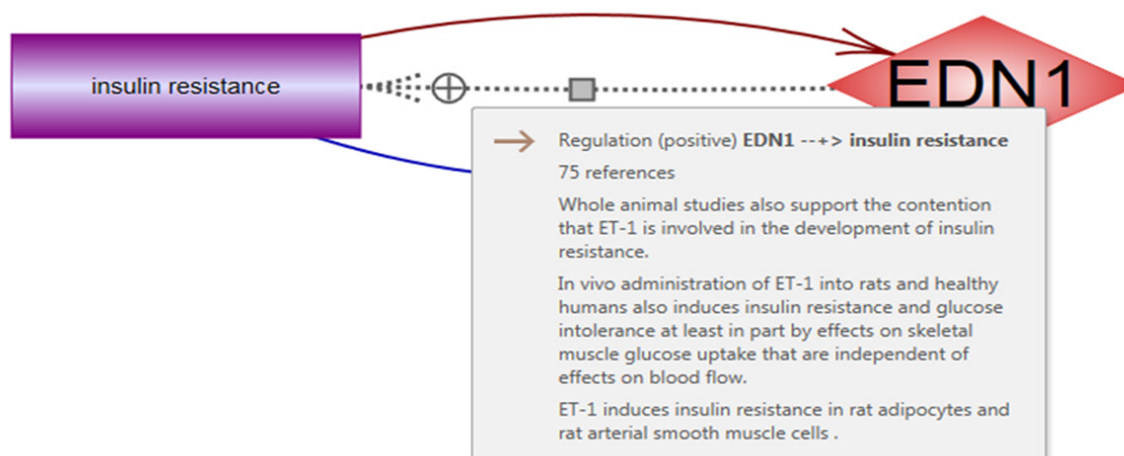 insulin resistance
EDN1
Regulation (positive) EDN1 --+> insulin resistance
75 references
Whole animal studies also support the contention
that ET-1 is involved in the development of insulin
resistance.
In vivo administration of ET-1 into rats and healthy
humans also induces insulin resistance and glucose
intolerance at least in part by effects on skeletal
muscle glucose uptake that are independent of
effects on blood flow.
ET-1 induces insulin resistance in rat adipocytes and
rat arterial smooth muscle cells .